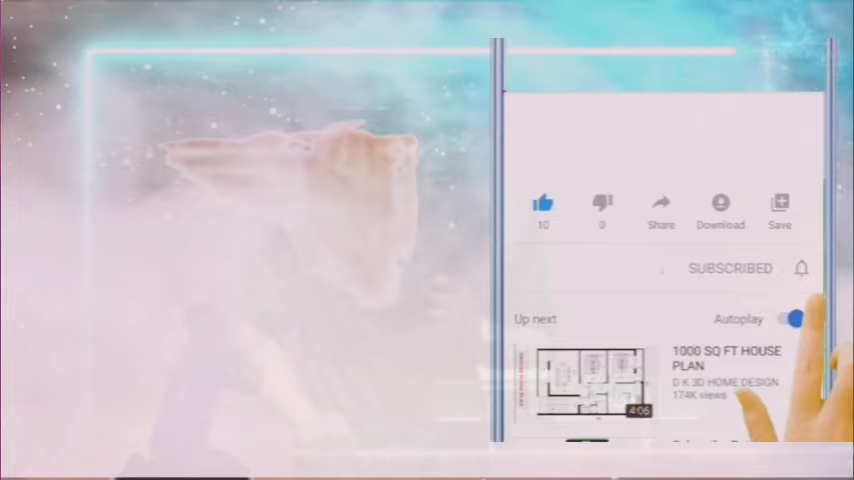 10
0
Share
Download
Save
SUBSCRIBED
Up next
Autoplay
1000 SQ FT HOUSE
PLAN
D K 3D HOME DESIGN
174K views
4:06